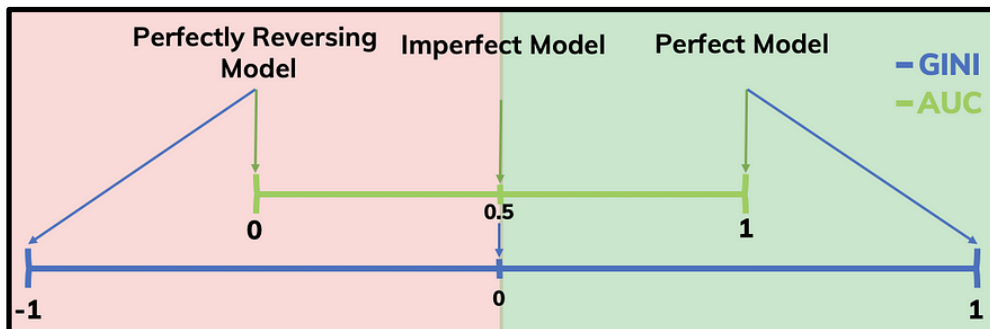 Perfectly Reversing
Model
Imperfect Model
Perfect Model
GINI
AUC
0
0.5
1
-1
0
1